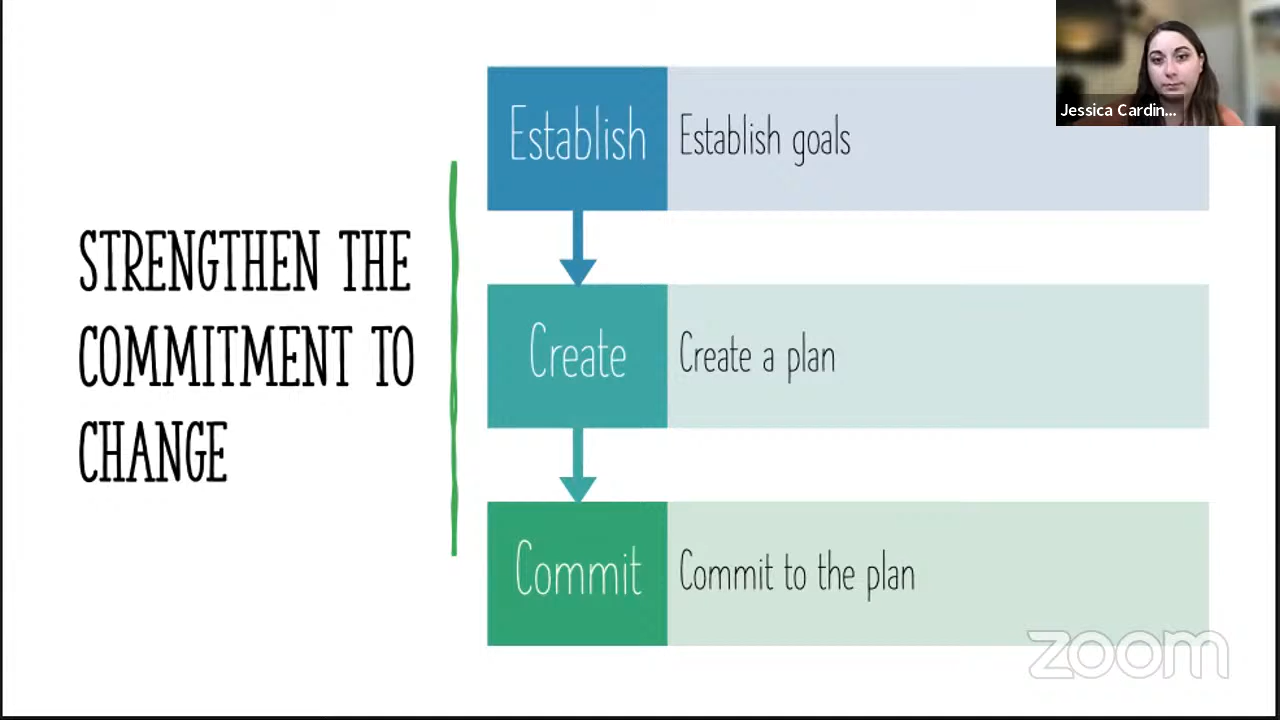 Jessica Cardin...
Establish
Establish goals
STRENGTHEN THE
COMMITMENT TO
CHANGE
Create
Create a plan
Commit
Commit to the plan
zoom